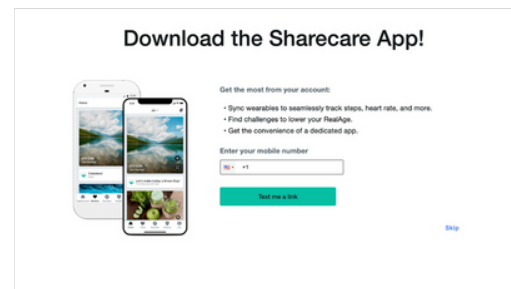 Download the Sharecare App!
Get the most from your account:
• Sync wearables to seamlessly track steps, heart rate, and more.
• Find challenges to lower your RealAge.
• Get the convenience of a dedicated app.
Enter your mobile number
+1
Text me a link
Skip